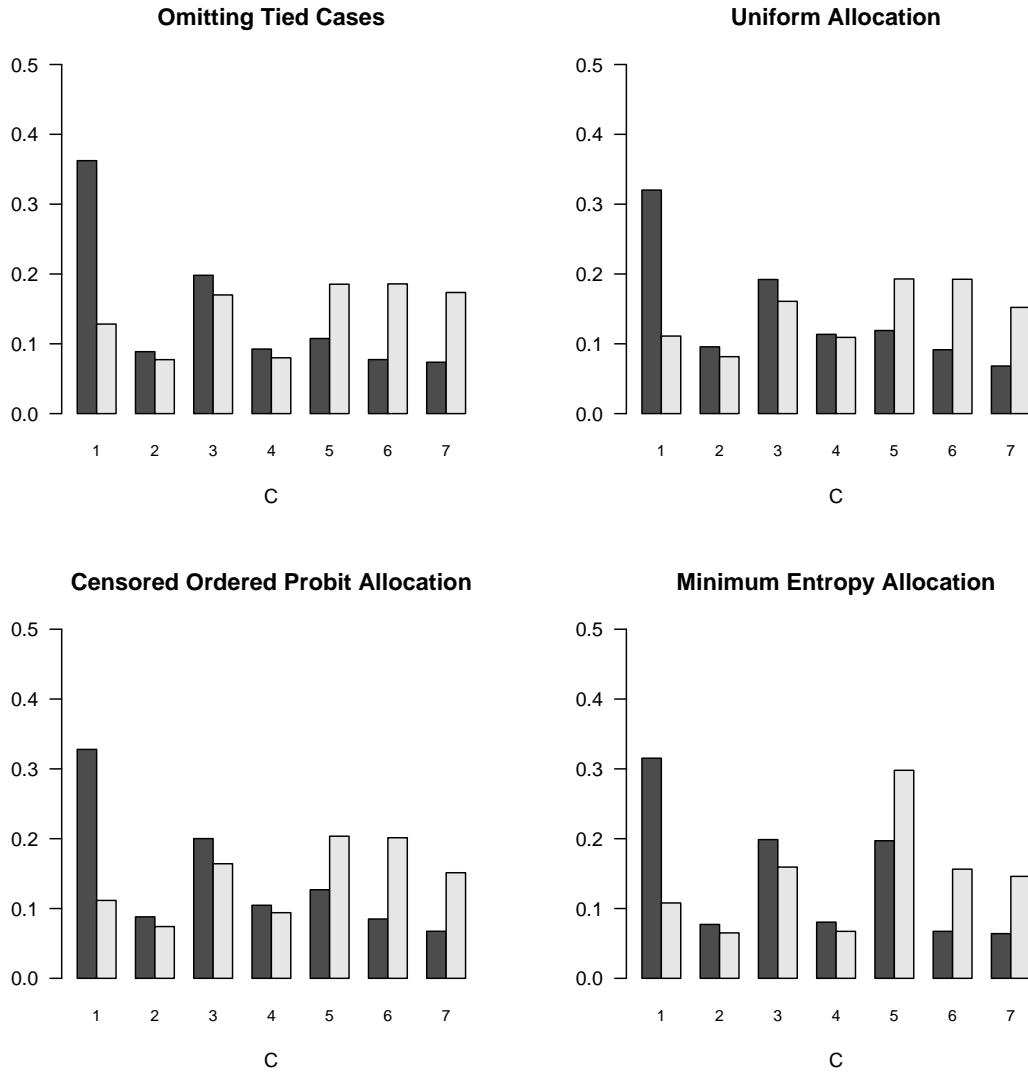 Omitting Tied Cases
0.5
0.4
0.3
0.2
0.1
0.0
1 2 3 4 5 6 7
C
Uniform Allocation
0.5
0.4
0.3
0.2
0.1
0.0
1 2 3 4 5 6 7
C
Censored Ordered Probit Allocation
0.5
0.4
0.3
0.2
0.1
0.0
1 2 3 4 5 6 7
C
Minimum Entropy Allocation
0.5
0.4
0.3
0.2
0.1
0.0
1 2 3 4 5 6 7
C